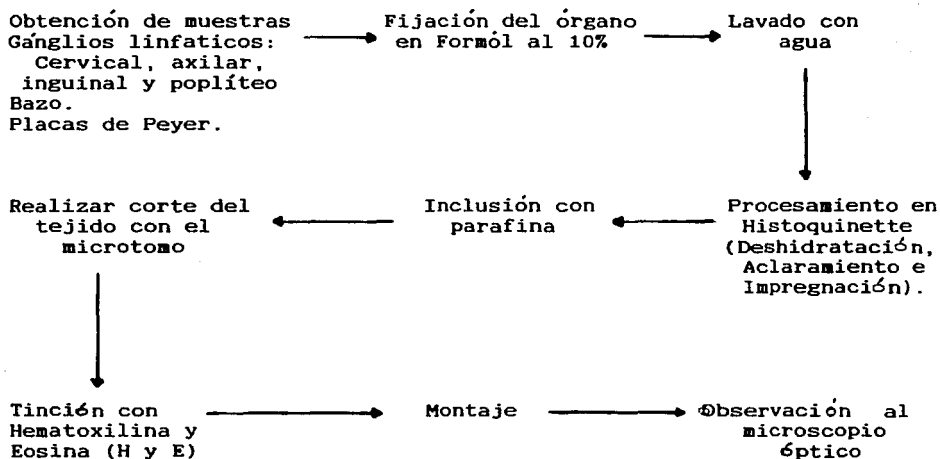 Obtención de muestras
Gánglios linfaticos:
Cervical, axilar,
inguinal y poplíteo
Bazo.
Placas de Peyer.
Fijación del órgano
en Formól al 10%
Lavado con
agua
Procesamiento en
Histoquinette
(Deshidratación,
Aclaramiento e
Impregnación).
Inclusión con
parafina
Realizar corte del
tejido con el
microtomo
Tinción con
Hematoxilina y
Eosina (H y E)
Montaje
Observación al
microscopio
óptico